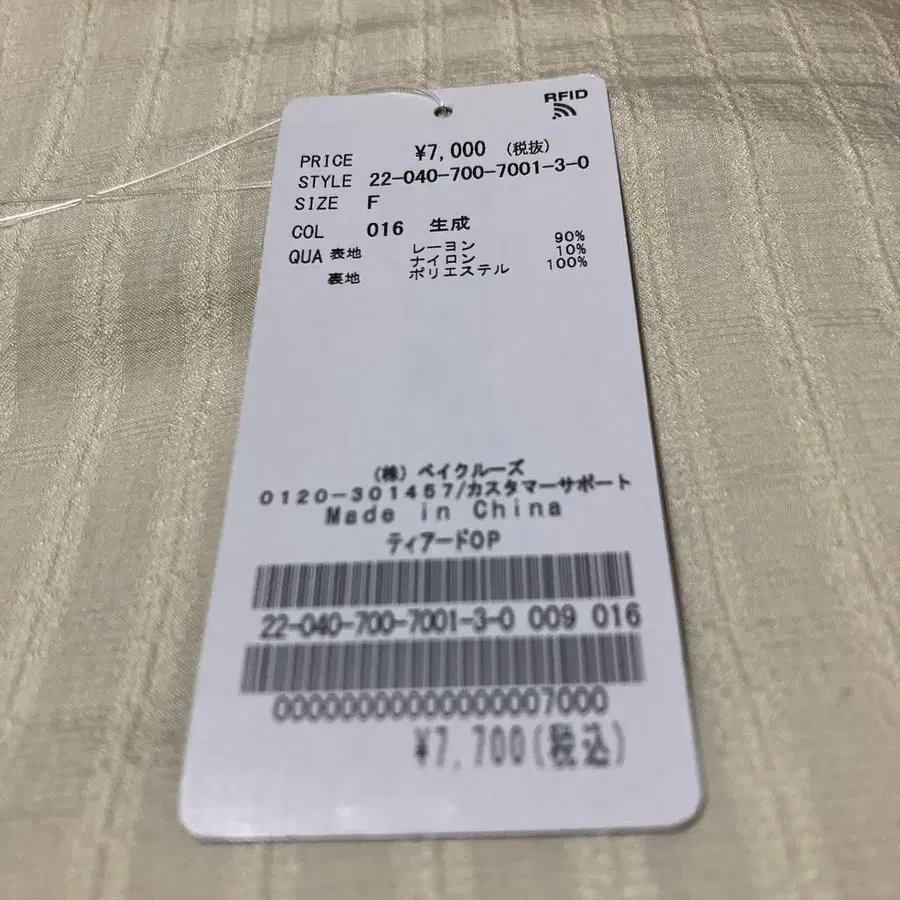 RFID
PRICE ¥7,000 (税抜)
STYLE 22-040-700-7001-3-0
SIZE F
COL 016 生成
QUA 表地 レーヨン 90%
ナイロン 10%
裏地 ポリエステル 100%
(株) ベイクルーズ
0120-301457/カスタマーサポート
Made in China
ティアードOP
22-040-700-7001-3-0 009 016
00000000000000007000
¥7,700(税込)